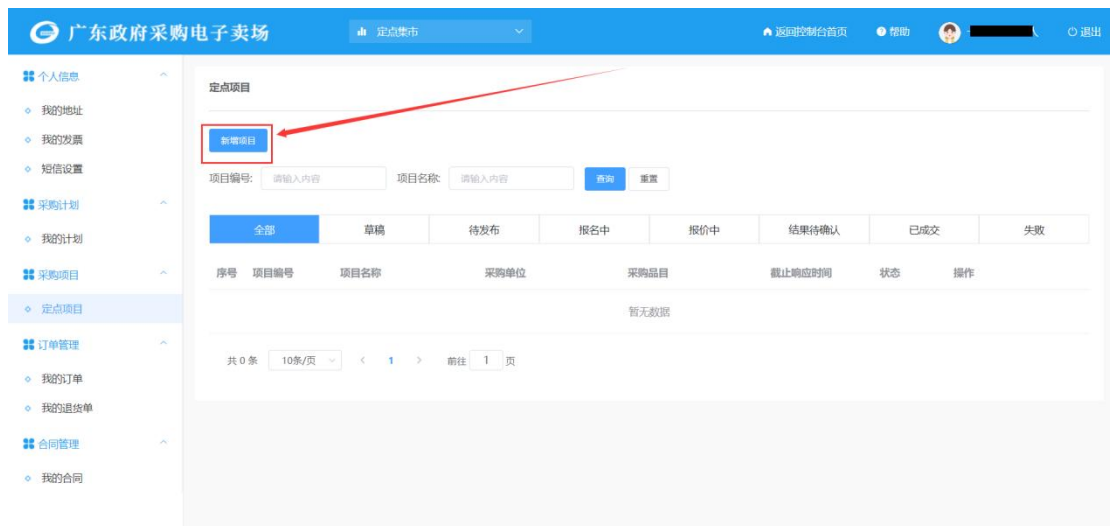 广东政府采购电子卖场
定点集市
返回控制台首页
帮助
退出
个人信息
我的地址
我的发票
短信设置
采购计划
我的计划
采购项目
定点项目
订单管理
我的订单
我的退货单
合同管理
我的合同
定点项目
新增项目
项目编号: 请输入内容 项目名称: 请输入内容 查询 重置
全部 草稿 待发布 报名中 报价中 结果待确认 已成交 失败
序号 项目编号 项目名称 采购单位 采购品目 截止响应时间 状态 操作
暂无数据
共 0 条 10条/页 1 前往 1 页